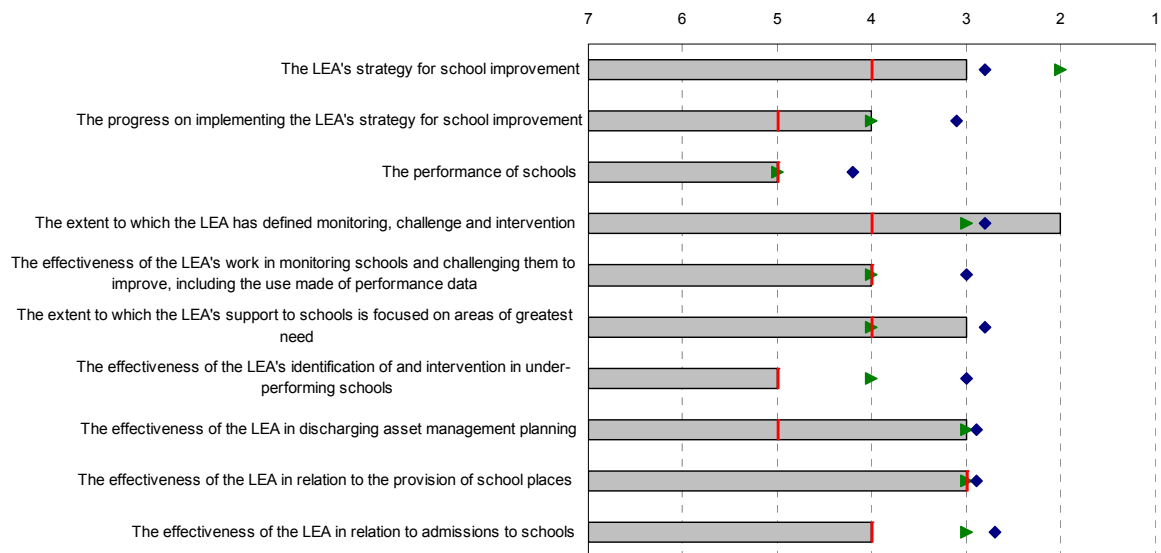 7 6 5 4 3 2 1
The LEA's strategy for school improvement
The progress on implementing the LEA's strategy for school improvement
The performance of schools
The extent to which the LEA has defined monitoring, challenge and intervention
The effectiveness of the LEA's work in monitoring schools and challenging them to
improve, including the use made of performance data
The extent to which the LEA's support to schools is focused on areas of greatest
need
The effectiveness of the LEA's identification of and intervention in under-
performing schools
The effectiveness of the LEA in discharging asset management planning
The effectiveness of the LEA in relation to the provision of school places
The effectiveness of the LEA in relation to admissions to schools